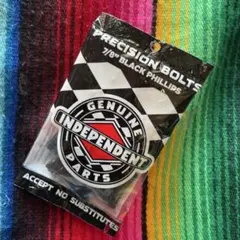 PRECISION BOLTS
7/8" BLACK PHILLIPS
GENUINE
INDEPENDENT
PARTS
ACCEPT NO SUBSTITUTES